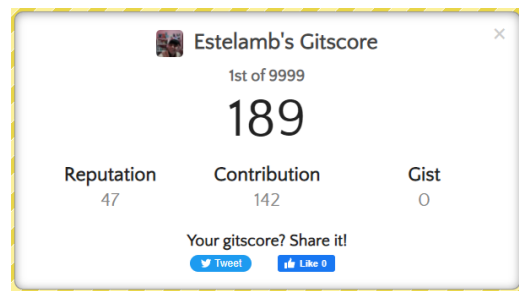 Estelamb's Gitscore
×
1st of 9999
189
Reputation Contribution Gist
47 142 0
Your gitscore? Share it!
Tweet Like 0